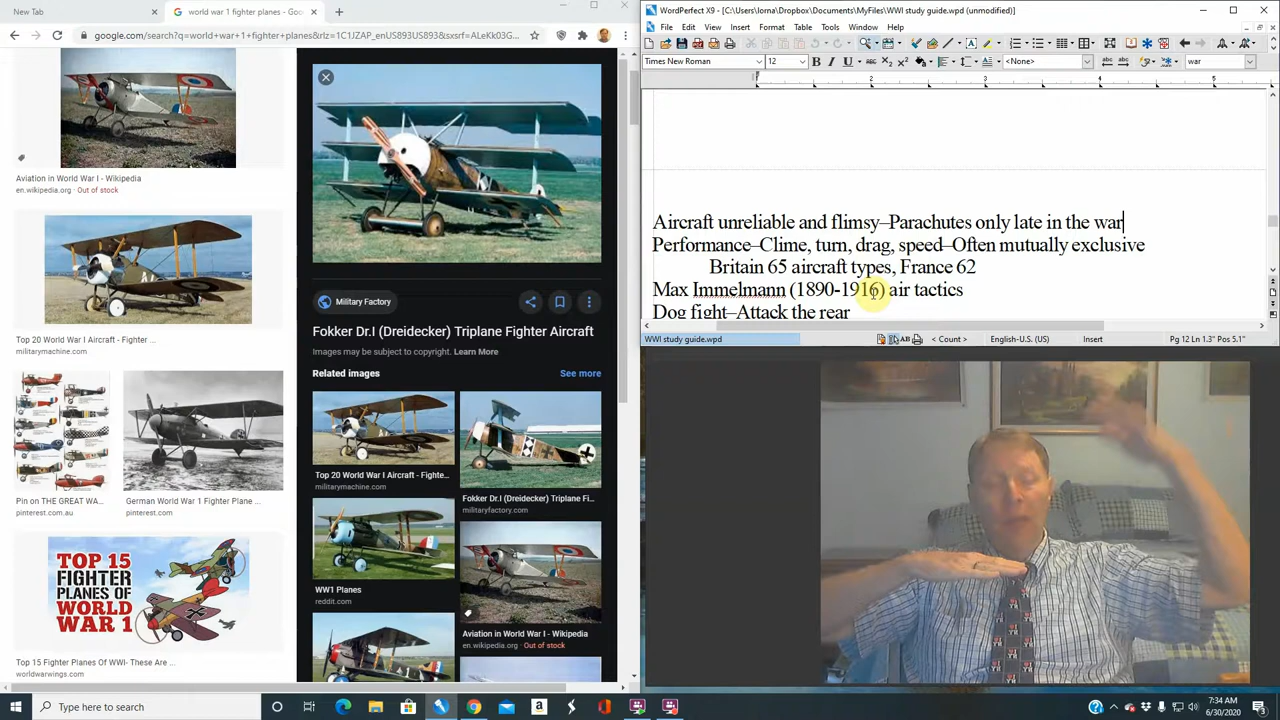 New Tab
world war 1 fighter planes - Goo
google.com/search?q=world+war+1+fighter+planes&rlz=1C1JZAP_enUS893US893&sxsrf=ALeKk03G
Aviation in World War I - Wikipedia
en.wikipedia.org · Out of stock
Top 20 World War I Aircraft - Fighter ...
militarymachine.com
Pin on THE GREAT WA...
pinterest.com.au
German World War 1 Fighter Plane ...
pinterest.com
TOP 15
FIGHTER
PLANES OF
WORLD
WAR 1
Top 15 Fighter Planes Of WWI- These Are ...
worldwarwings.com
Military Factory
Fokker Dr.I (Dreidecker) Triplane Fighter Aircraft
Images may be subject to copyright. Learn More
Related images
See more
Top 20 World War I Aircraft - Fighte...
militarymachine.com
Fokker Dr.I (Dreidecker) Triplane Fi...
militaryfactory.com
WW1 Planes
reddit.com
Aviation in World War I - Wikipedia
en.wikipedia.org · Out of stock
WordPerfect X9 - [C:\Users\lorna\Dropbox\Documents\MyFiles\WWI study guide.wpd (unmodified)]
File Edit View Insert Format Table Tools Window Help
Times New Roman 12 B I U <None> war
2 3 4 5
Aircraft unreliable and flimsy–Parachutes only late in the war
Performance–Clime, turn, drag, speed–Often mutually exclusive
Britain 65 aircraft types, France 62
Max Immelmann (1890-1916) air tactics
Dog fight–Attack the rear
WWI study guide.wpd AB < Count > English-U.S. (US) Insert Pg 12 Ln 1.3" Pos 5.1"
Type here to search
7:34 AM
6/30/2020